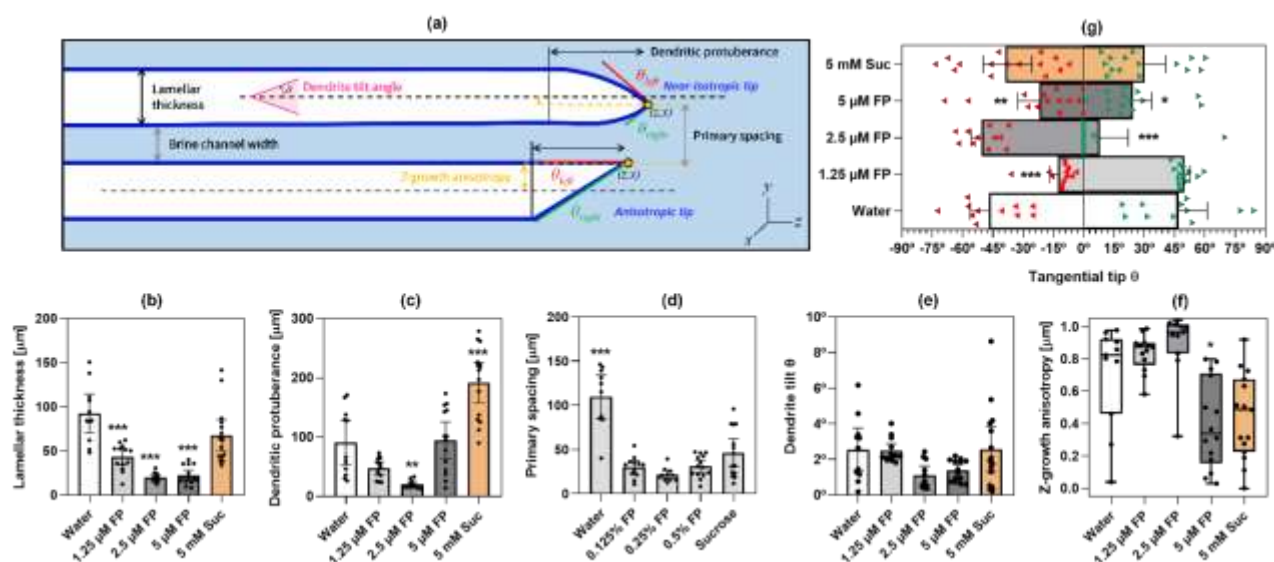 (a)
Dendritic protuberance
Lamellar
thickness
Dendrite tilt angle
θleft
Near isotropic tip
(z,y)
θright
Brine channel width
Primary spacing
Z-growth anisotropy
θleft
(z,y)
θright
Anisotropic tip
y
x
z
(g)
5 mM Suc
5 µM FP
**
*
2.5 µM FP
***
1.25 µM FP
***
Water
-90° -75° -60° -45° -30° -15° 0° 15° 30° 45° 60° 75° 90°
Tangential tip θ
(b)
Lamellar thickness [µm]
200
150
100
50
0
***
***
***
Water
1.25 µM FP
2.5 µM FP
5 µM FP
5 mM Suc
(c)
Dendritic protuberance [µm]
300
200
100
0
**
***
Water
1.25 µM FP
2.5 µM FP
5 µM FP
5 mM Suc
(d)
Primary spacing [µm]
200
150
100
50
0
***
Water
0.125% FP
0.25% FP
0.5% FP
Sucrose
(e)
Dendrite tilt θ
10°
8°
6°
4°
2°
0°
Water
1.25 µM FP
2.5 µM FP
5 µM FP
5 mM Suc
(f)
Z-growth anisotropy
1.0
0.8
0.6
0.4
0.2
0.0
*
Water
1.25 µM FP
2.5 µM FP
5 µM FP
5 mM Suc